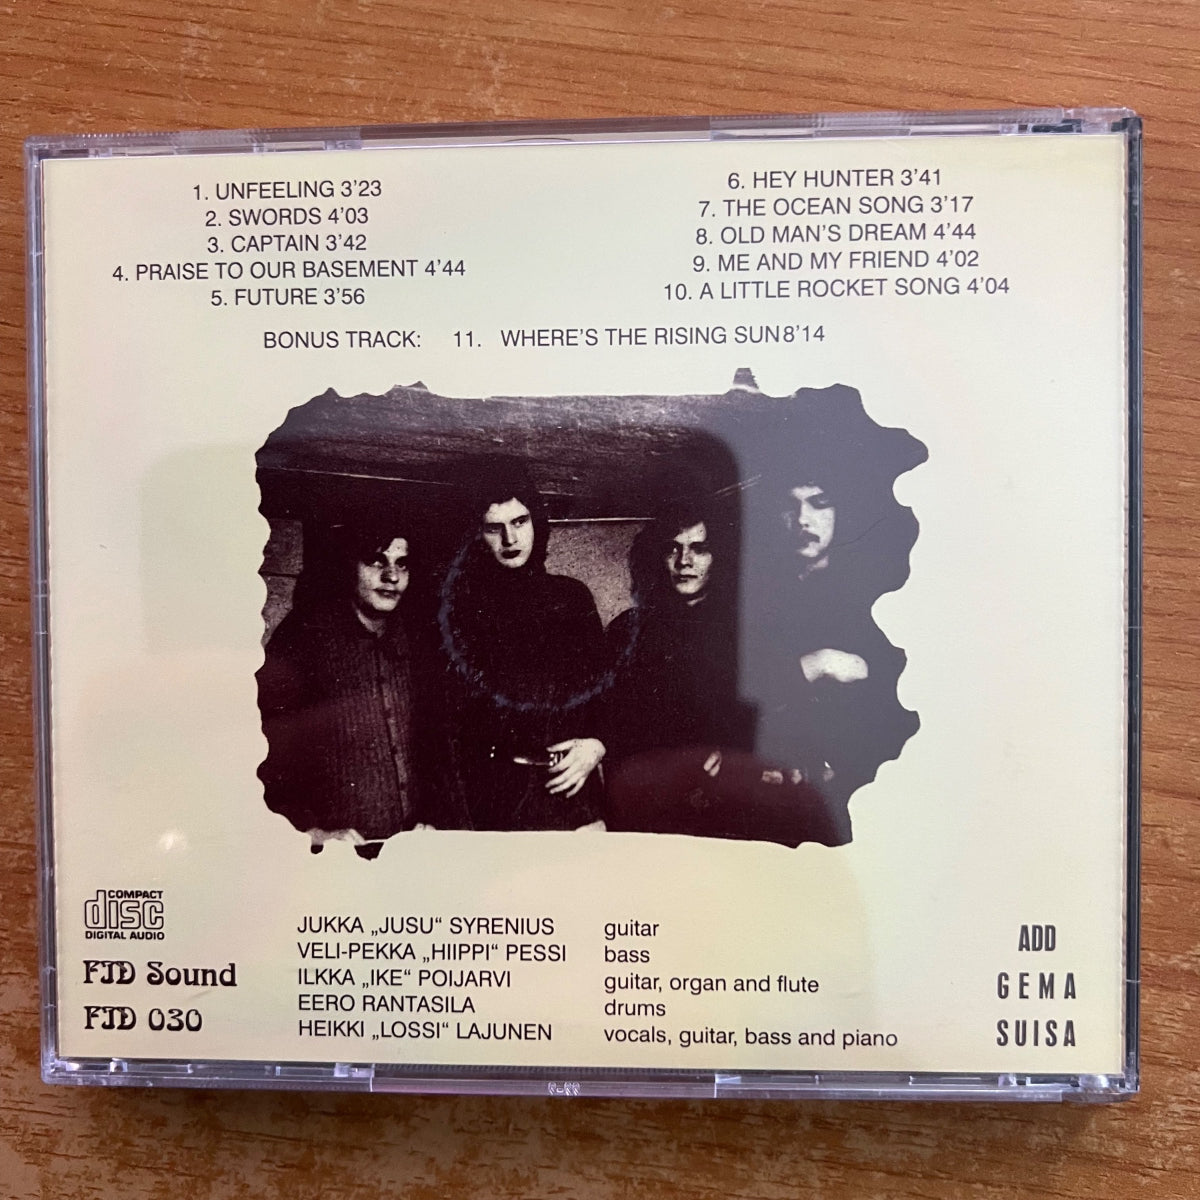 1. UNFEELING 3'23
2. SWORDS 4'03
3. CAPTAIN 3'42
4. PRAISE TO OUR BASEMENT 4'44
5. FUTURE 3'56
6. HEY HUNTER 3'41
7. THE OCEAN SONG 3'17
8. OLD MAN'S DREAM 4'44
9. ME AND MY FRIEND 4'02
10. A LITTLE ROCKET SONG 4'04
BONUS TRACK: 11. WHERE'S THE RISING SUN8'14
COMPACT
disc
DIGITAL AUDIO
FTD Sound
FTD 030
JUKKA „JUSU“ SYRENIUS guitar
VELI-PEKKA „HIIPPI“ PESSI bass
ILKKA „IKE“ POIJARVI guitar, organ and flute
EERO RANTASILA drums
HEIKKI „LOSSI“ LAJUNEN vocals, guitar, bass and piano
ADD
GEMA
SUISA